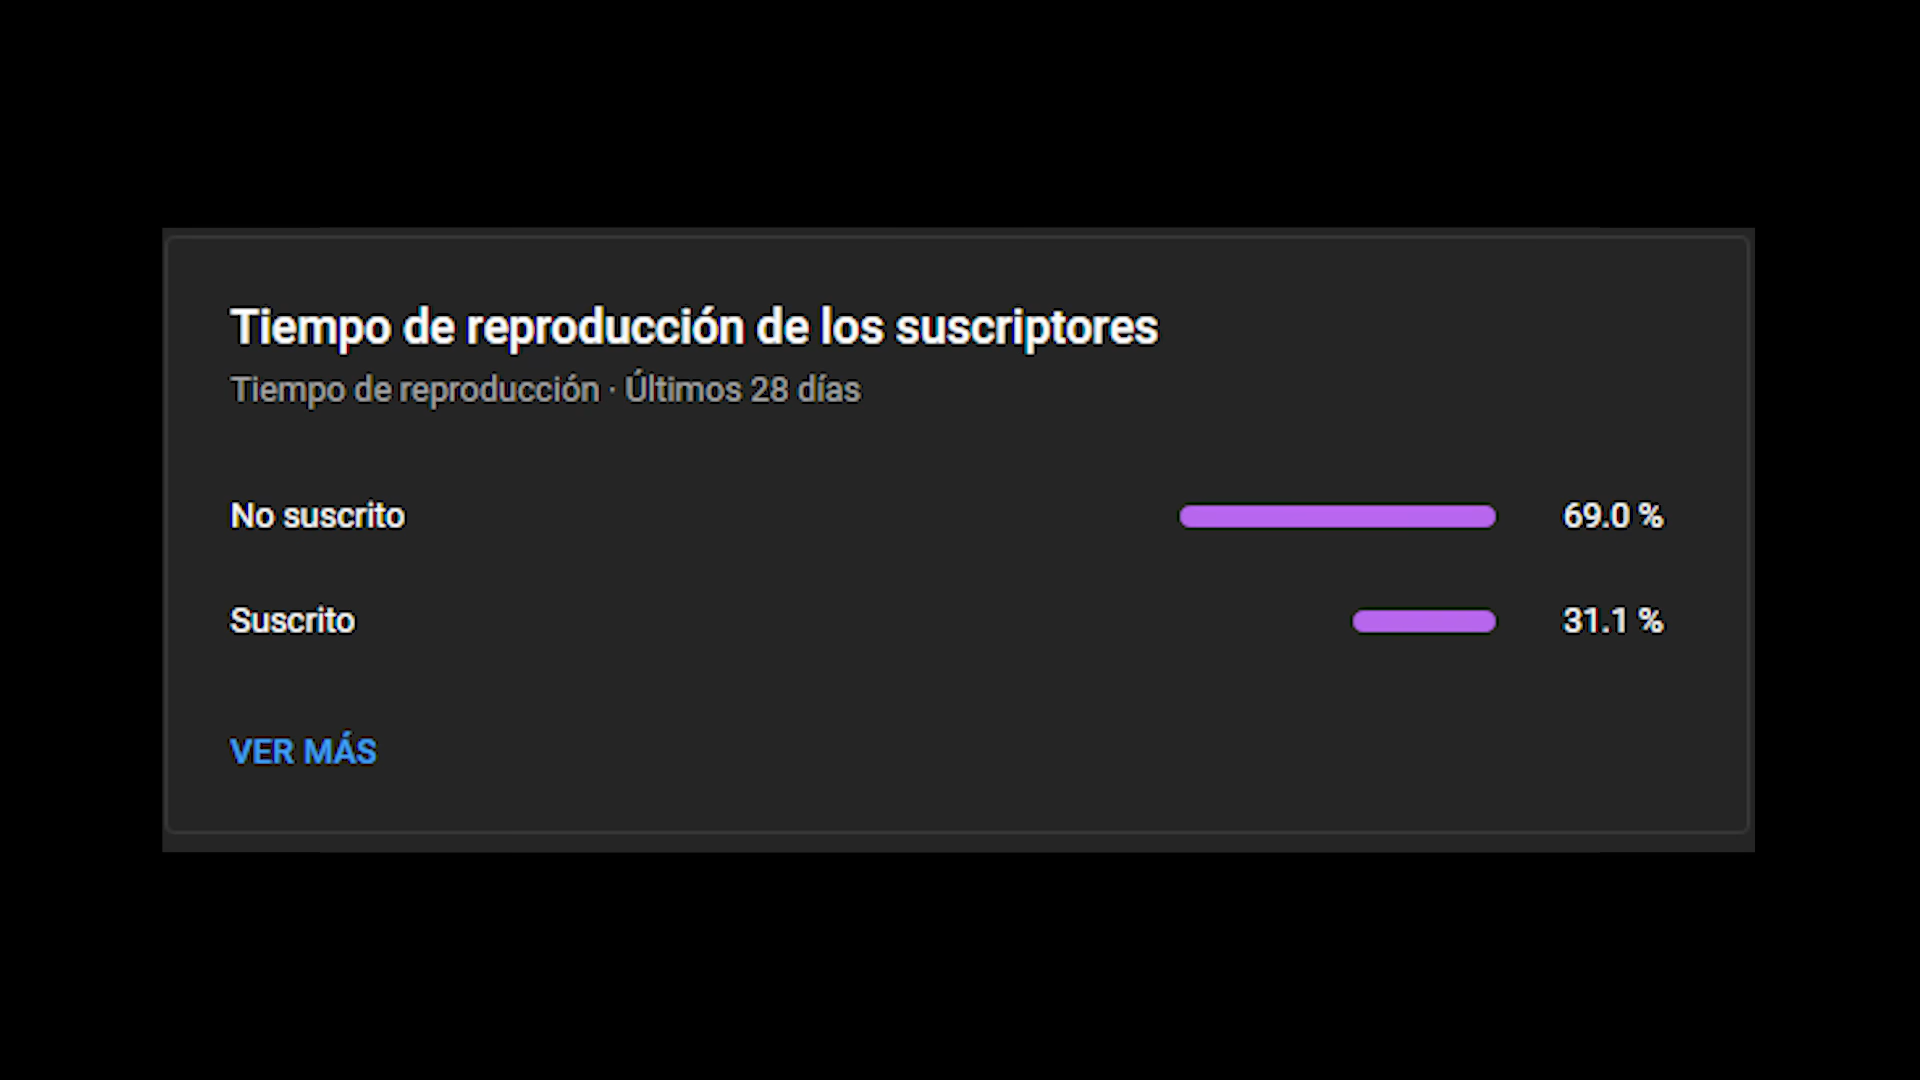 Tiempo de reproducción de los suscriptores
Tiempo de reproducción · Últimos 28 días
No suscrito 69.0 %
Suscrito 31.1 %
VER MÁS